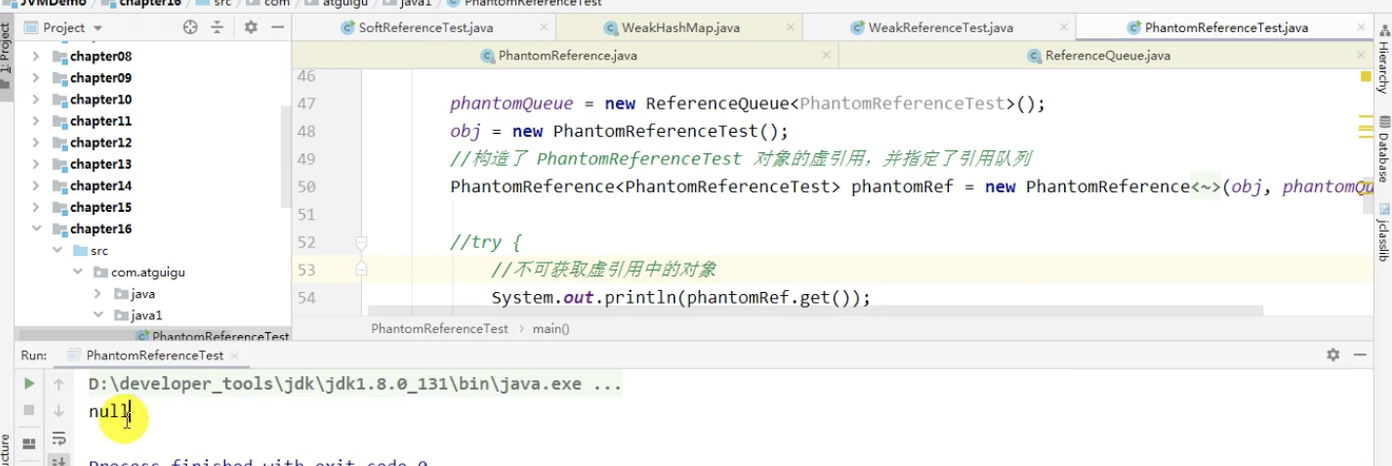 JVMDemo chapter16 src com atguigu java1 PhantomReferenceTest
1: Project
Project
SoftReferenceTest.java WeakHashMap.java WeakReferenceTest.java PhantomReferenceTest.java
PhantomReference.java ReferenceQueue.java
chapter08
chapter09
chapter10
chapter11
chapter12
chapter13
chapter14
chapter15
chapter16
src
com.atguigu
java
java1
PhantomReferenceTest
46
47 phantomQueue = new ReferenceQueue<PhantomReferenceTest>();
48 obj = new PhantomReferenceTest();
49 //构造了 PhantomReferenceTest 对象的虚引用，并指定了引用队列
50 PhantomReference<PhantomReferenceTest> phantomRef = new PhantomReference<~>(obj, phantomQu
51
52 //try {
53 //不可获取虚引用中的对象
54 System.out.println(phantomRef.get());
PhantomReferenceTest › main()
Hierarchy
Database
jclasslib
Run: PhantomReferenceTest
D:\developer_tools\jdk\jdk1.8.0_131\bin\java.exe ...
null
Process finished with exit code 0